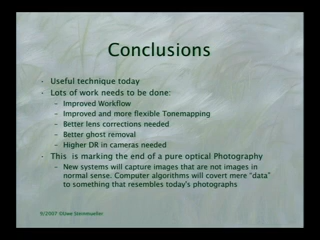 Conclusions
- Useful technique today
- Lots of work needs to be done:
- Improved Workflow
- Improved and more flexible Tonemapping
- Better lens corrections needed
- Better ghost removal
- Higher DR in cameras needed
- This is marking the end of a pure optical Photography
- New systems will capture images that are not images in
normal sense. Computer algorithms will covert mere "data"
to something that resembles today's photographs
9/2007 ©Uwe Steinmueller